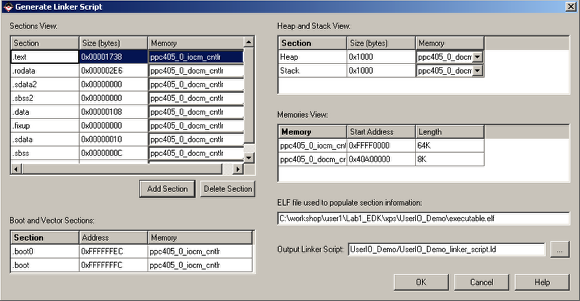 Generate Linker Script
Sections View:
Section Size (bytes) Memory
.text 0x00001738 ppc405_0_iocm_cntlr
.rodata 0x000002E6 ppc405_0_docm_cntlr
.sdata2 0x00000000 ppc405_0_docm_cntlr
.sbss2 0x00000000 ppc405_0_docm_cntlr
.data 0x00000108 ppc405_0_docm_cntlr
.fixup 0x00000000 ppc405_0_docm_cntlr
.sdata 0x00000010 ppc405_0_docm_cntlr
.sbss 0x0000000C ppc405_0_docm_cntlr
Add Section Delete Section
Boot and Vector Sections:
Section Address Memory
.boot0 0xFFFFFFEC ppc405_0_iocm_cntlr
.boot 0xFFFFFFFC ppc405_0_iocm_cntlr
Heap and Stack View:
Section Size (bytes) Memory
Heap 0x1000 ppc405_0_docm
Stack 0x1000 ppc405_0_docm
Memories View:
Memory Start Address Length
ppc405_0_iocm_cn 0xFFFF0000 64K
ppc405_0_docm_cn 0x40A00000 8K
ELF file used to populate section information:
C:\workshop\user1\Lab1_EDK\xps\UserIO_Demo\executable.elf
Output Linker Script: UserIO_Demo/UserIO_Demo_linker_script.ld ...
OK Cancel Help